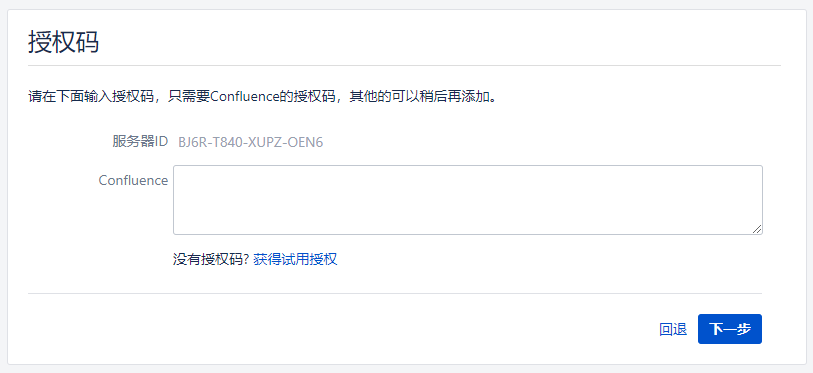 授权码
请在下面输入授权码，只需要Confluence的授权码，其他的可以稍后再添加。
服务器ID BJ6R-T840-XUPZ-OEN6
Confluence
没有授权码? 获得试用授权
回退 下一步